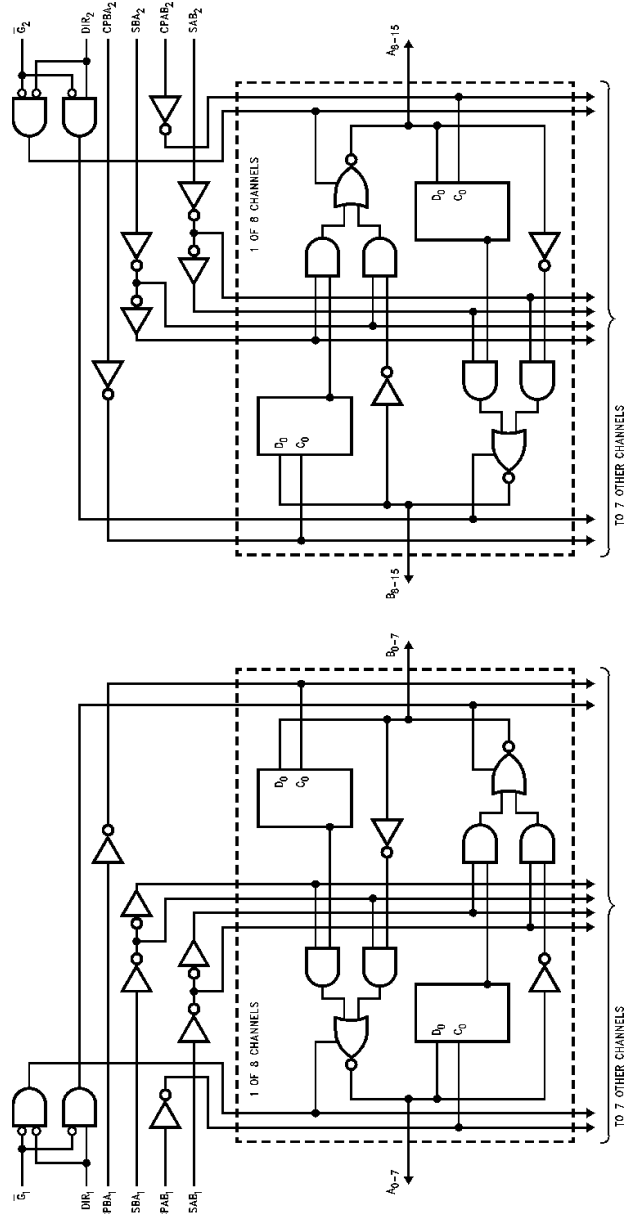 G̅₂
DIR₂
CPBA₂
SBA₂
CPAB₂
SAB₂
1 OF 8 CHANNELS
A₈₋₁₅
D₀
C₀
D₀
C₀
B₈₋₁₅
TO 7 OTHER CHANNELS
G̅₁
DIR₁
PBA₁
SBA₁
PAB₁
SAB₁
1 OF 8 CHANNELS
B₀₋₇
D₀
C₀
D₀
C₀
A₀₋₇
TO 7 OTHER CHANNELS